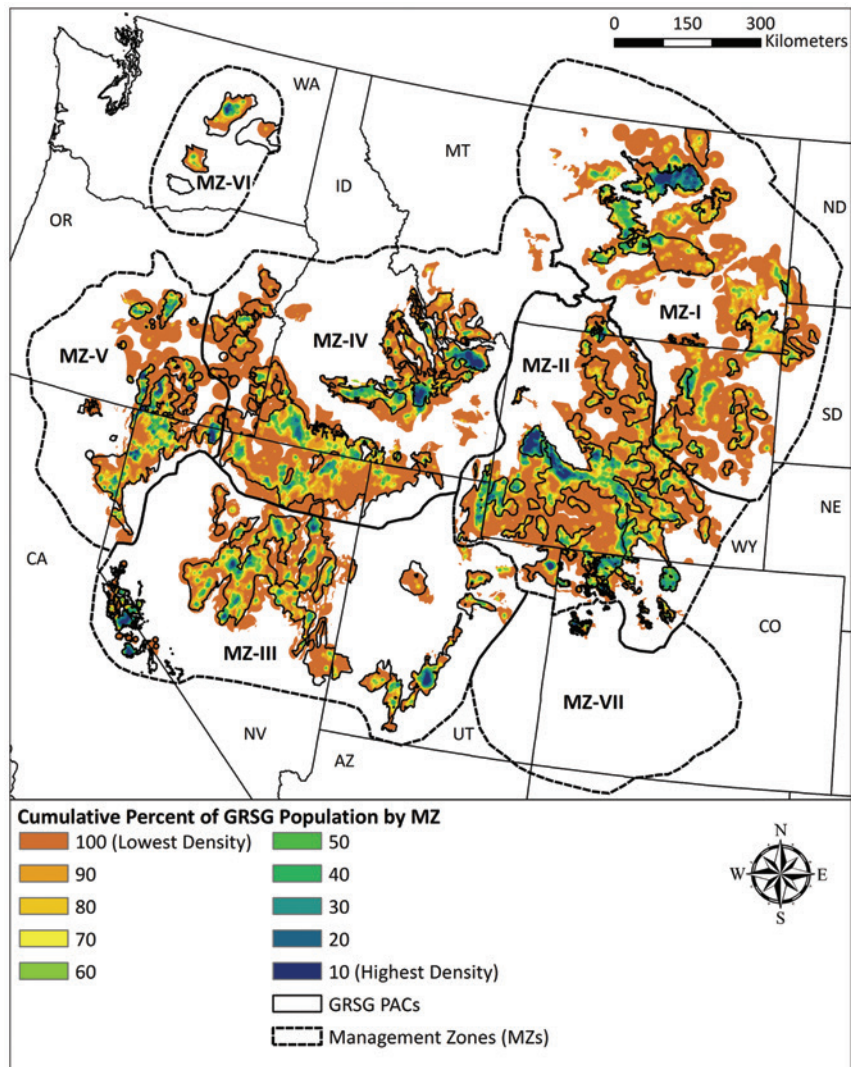 0 150 300
Kilometers
WA
MZ-VI
ID
MT
ND
OR
MZ-I
MZ-V
MZ-IV
MZ-II
SD
NE
WY
CA
CO
MZ-III
MZ-VII
NV
UT
AZ
Cumulative Percent of GRSG Population by MZ
100 (Lowest Density)
90
80
70
60
50
40
30
20
10 (Highest Density)
GRSG PACs
Management Zones (MZs)
N
W E
S